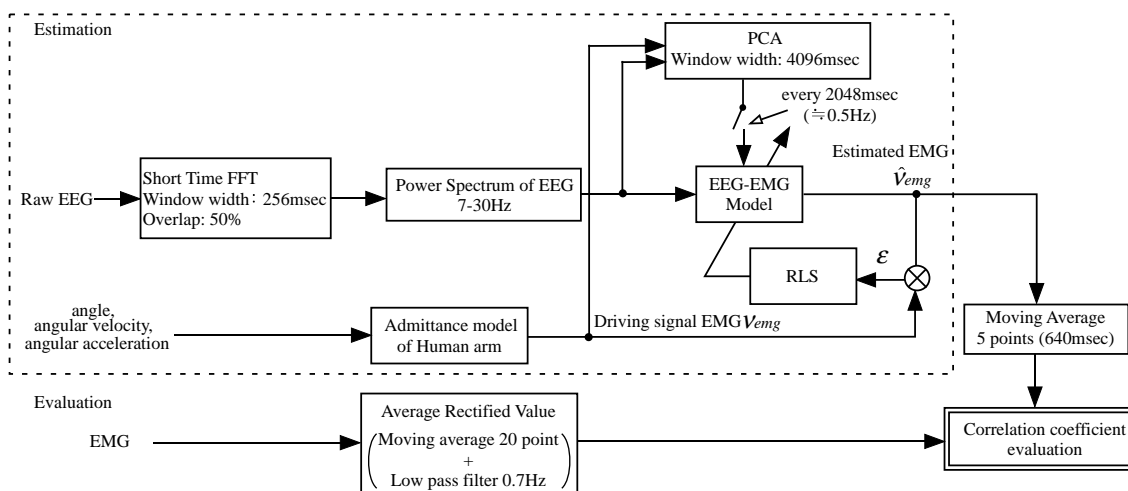 Estimation
PCA
Window width: 4096msec
every 2048msec
(≒0.5Hz)
Raw EEG
Short Time FFT
Window width: 256msec
Overlap: 50%
Power Spectrum of EEG
7-30Hz
EEG-EMG
Model
Estimated EMG
ν̂emg
RLS
ε
angle,
angular velocity,
angular acceleration
Admittance model
of Human arm
Driving signal EMG νemg
Moving Average
5 points (640msec)
Evaluation
EMG
Average Rectified Value
(Moving average 20 point
+
Low pass filter 0.7Hz)
Correlation coefficient
evaluation